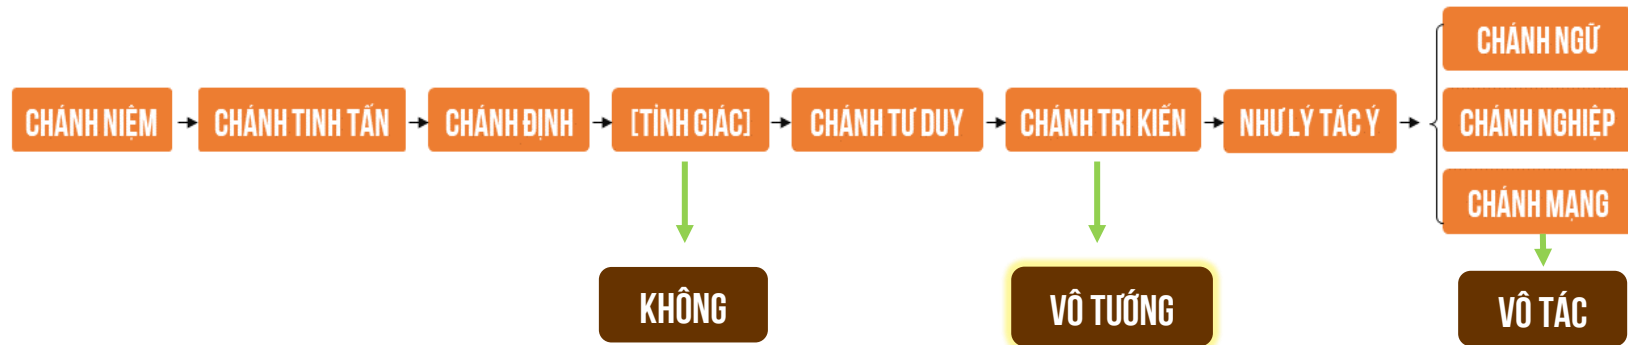 CHÁNH NIỆM
CHÁNH TINH TẤN
CHÁNH ĐỊNH
[TỈNH GIÁC]
CHÁNH TƯ DUY
CHÁNH TRI KIẾN
NHƯ LÝ TÁC Ý
CHÁNH NGỮ
CHÁNH NGHIỆP
CHÁNH MẠNG
KHÔNG
VÔ TƯỚNG
VÔ TÁC